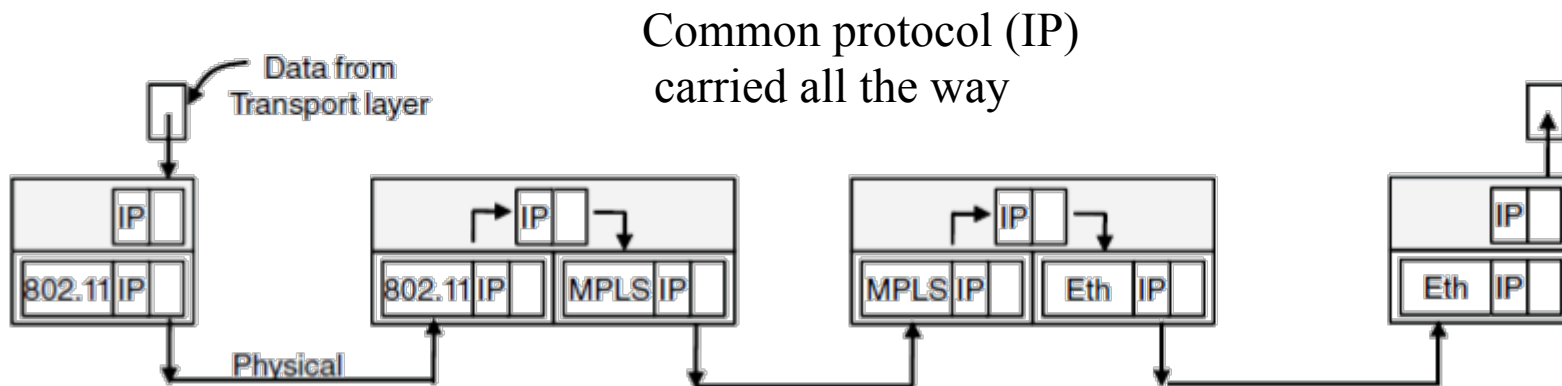 Common protocol (IP)
carried all the way
Data from
Transport layer
IP
IP
IP
IP
802.11 IP
802.11 IP
MPLS IP
MPLS IP
Eth IP
Eth IP
Physical